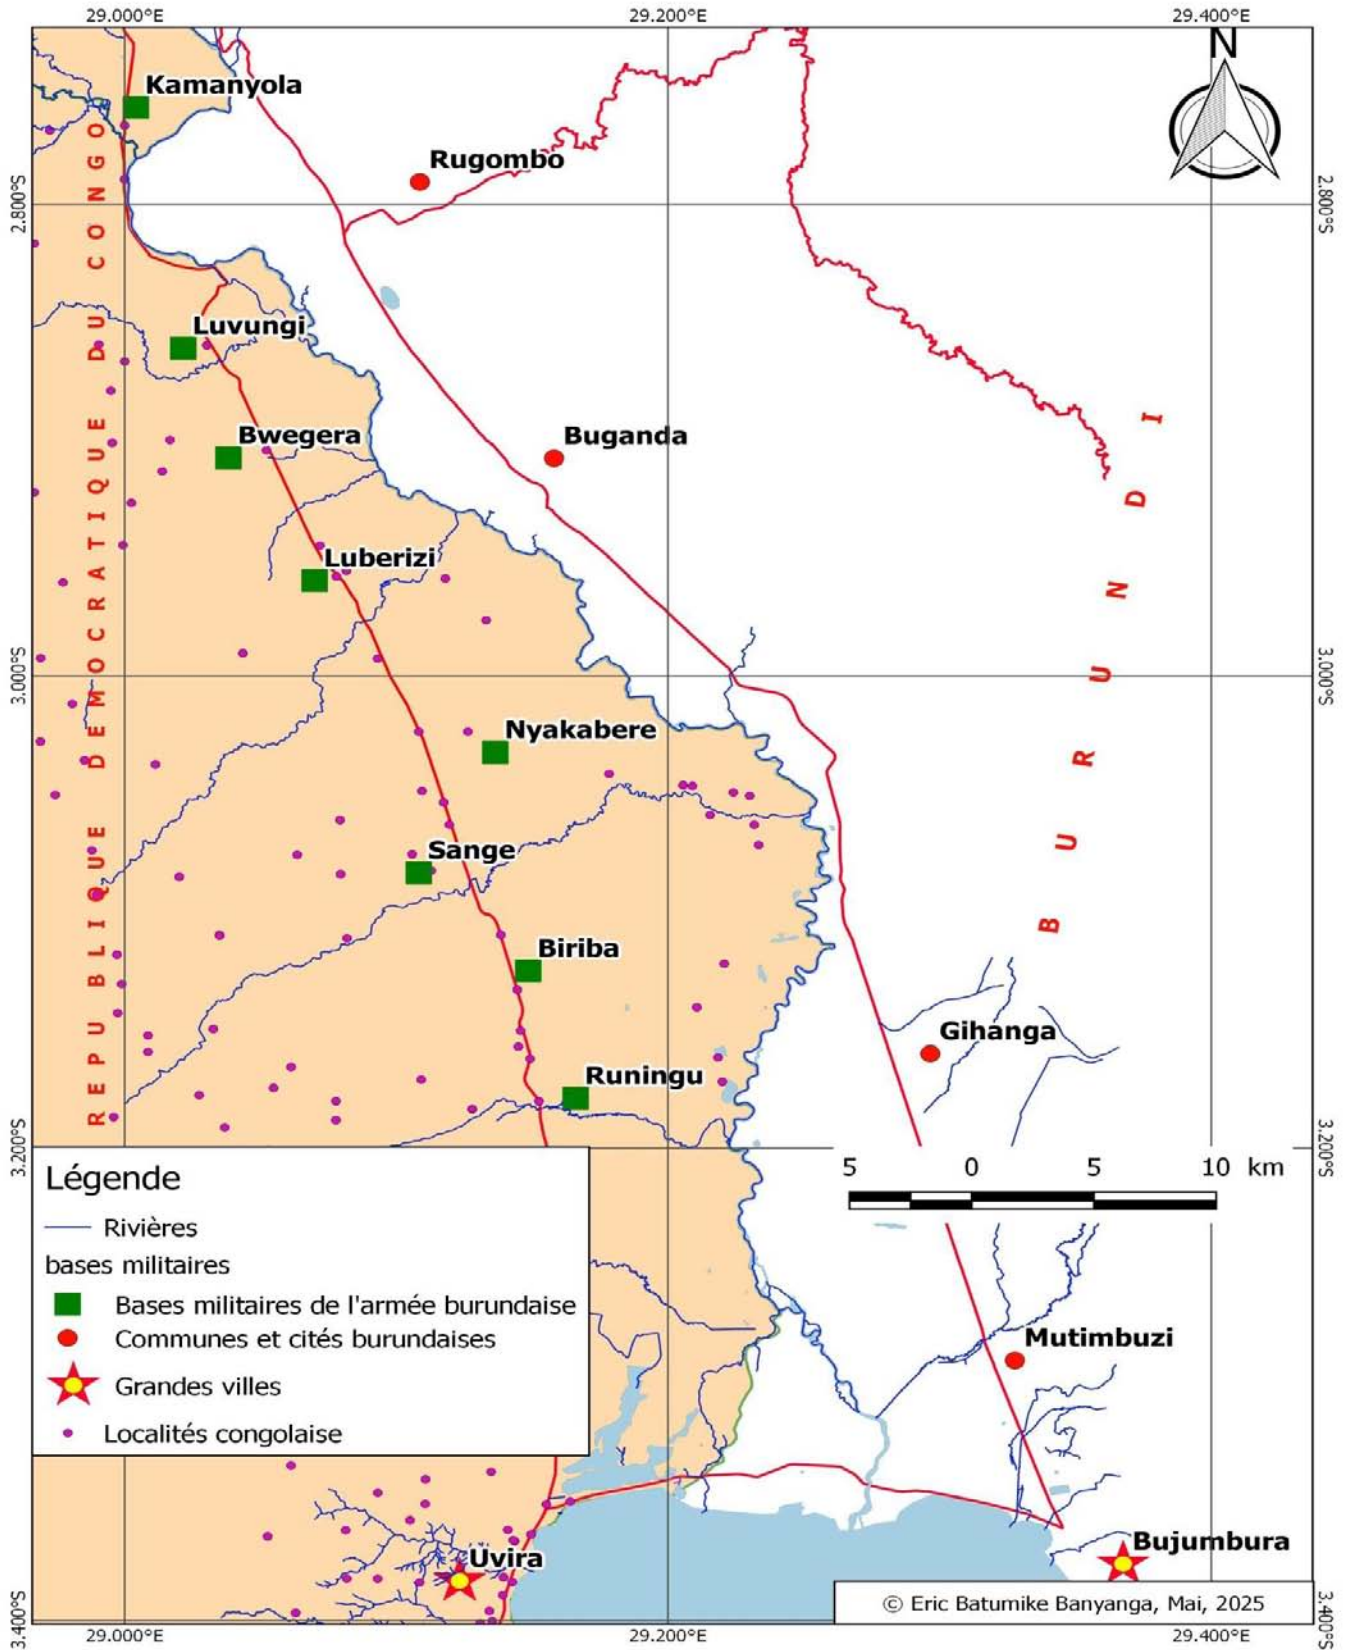 29.000°E
29.200°E
29.400°E
N
Kamanyola
Rugombo
2.800°S
2.800°S
Luvungi
Bwegera
Buganda
Luberizi
3.000°S
3.000°S
Nyakabere
Sange
Biriba
Gihanga
Runingu
REPUBLIQUE DEMOCRATIQUE DU CONGO
BURUNDI
3.200°S
3.200°S
5 0 5 10 km
Légende
Rivières
bases militaires
Bases militaires de l'armée burundaise
Communes et cités burundaises
Grandes villes
Localités congolaise
Mutimbuzi
Uvira
Bujumbura
© Eric Batumike Banyanga, Mai, 2025
3.400°S
3.400°S
29.000°E
29.200°E
29.400°E